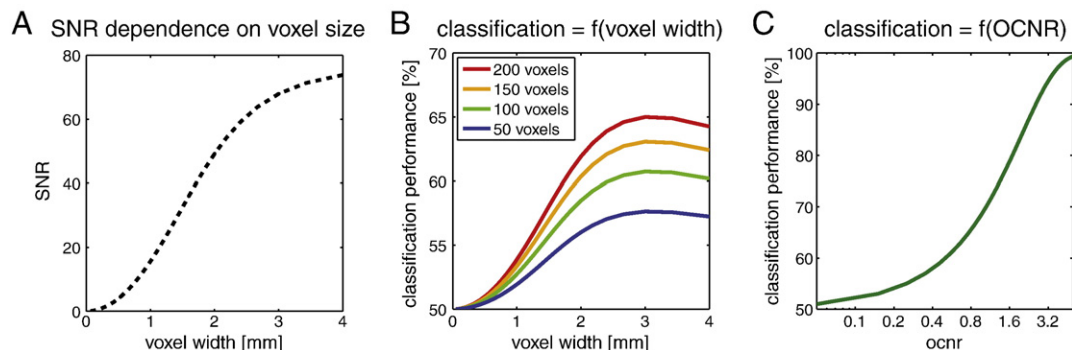 A SNR dependence on voxel size
80
60
40
20
0
SNR
0 1 2 3 4
voxel width [mm]
B classification = f(voxel width)
70
65
60
55
50
classification performance [%]
200 voxels
150 voxels
100 voxels
50 voxels
0 1 2 3 4
voxel width [mm]
C classification = f(OCNR)
100
90
80
70
60
50
classification performance [%]
0.1 0.2 0.4 0.8 1.6 3.2
ocnr